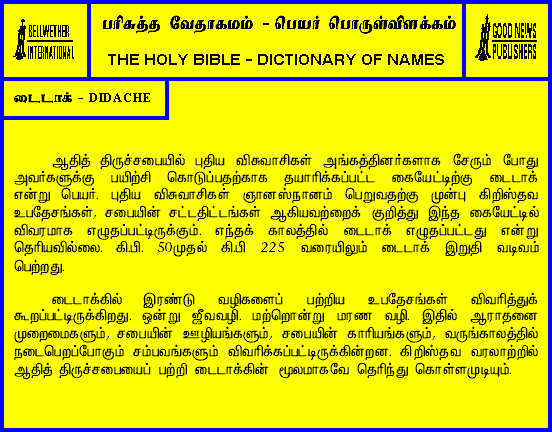 BELLWETHER
INTERNATIONAL
பரிசுத்த வேதாகமம் - பெயர் பொருள்விளக்கம்
THE HOLY BIBLE - DICTIONARY OF NAMES
GOOD NEWS
PUBLISHERS
டைடாக் - DIDACHE
ஆதித் திருச்சபையில் புதிய விசுவாசிகள் அங்கத்தினர்களாக சேரும் போது
அவர்களுக்கு பயிற்சி கொடுப்பதற்காக தயாரிக்கப்பட்ட கையேட்டிற்கு டைடாக்
என்று பெயர். புதிய விசுவாசிகள் ஞானஸ்நானம் பெறுவதற்கு முன்பு கிறிஸ்தவ
உபதேசங்கள், சபையின் சட்டதிட்டங்கள் ஆகியவற்றைக் குறித்து இந்த கையேட்டில்
விவரமாக எழுதப்பட்டிருக்கும். எந்தக் காலத்தில் டைடாக் எழுதப்பட்டது என்று
தெரியவில்லை. கி.பி. 50முதல் கி.பி 225 வரையிலும் டைடாக் இறுதி வடிவம்
பெற்றது.
டைடாக்கில் இரண்டு வழிகளைப் பற்றிய உபதேசங்கள் விவரித்துக்
கூறப்பட்டிருக்கிறது. ஒன்று ஜீவவழி. மற்றொன்று மரண வழி. இதில் ஆராதனை
முறைமைகளும், சபையின் ஊழியங்களும், சபையின் காரியங்களும், வருங்காலத்தில்
நடைபெறப்போகும் சம்பவங்களும் விவரிக்கப்பட்டிருக்கின்றன. கிறிஸ்தவ வரலாற்றில்
ஆதித் திருச்சபையைப் பற்றி டைடாக்கின் மூலமாகவே தெரிந்து கொள்ளமுடியும்.